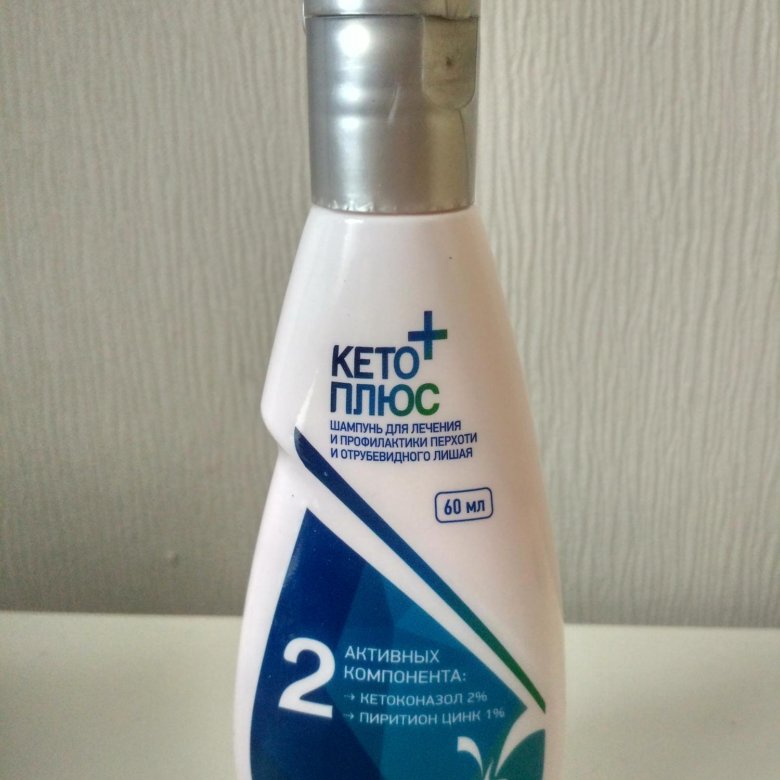 КЕТО+
ПЛЮС
ШАМПУНЬ ДЛЯ ЛЕЧЕНИЯ
И ПРОФИЛАКТИКИ ПЕРХОТИ
И ОТРУБЕВИДНОГО ЛИШАЯ
60 мл
2 АКТИВНЫХ
КОМПОНЕНТА:
→ КЕТОКОНАЗОЛ 2%
→ ПИРИТИОН ЦИНК 1%